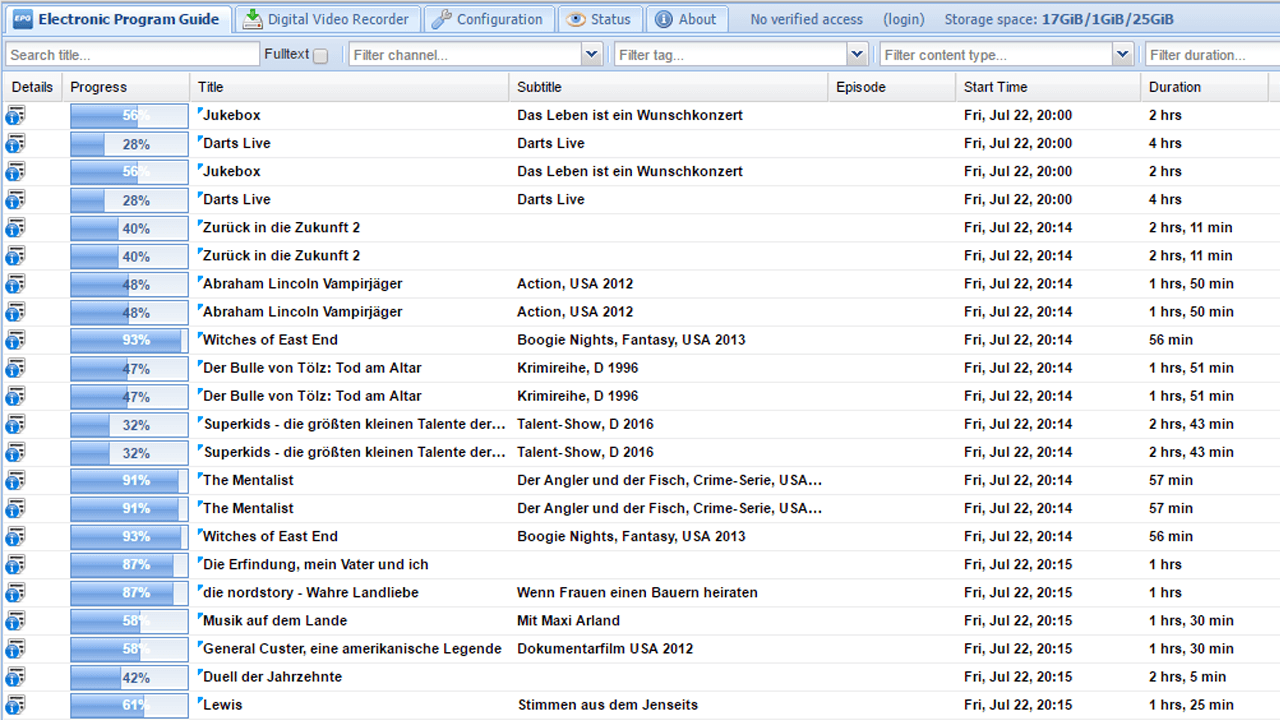 EPG Electronic Program Guide Digital Video Recorder Configuration Status About No verified access (login) Storage space: 17GiB/1GiB/25GiB
Search title... Fulltext Filter channel... Filter tag... Filter content type... Filter duration...
Details Progress Title Subtitle Episode Start Time Duration
56% Jukebox Das Leben ist ein Wunschkonzert Fri, Jul 22, 20:00 2 hrs
28% Darts Live Darts Live Fri, Jul 22, 20:00 4 hrs
56% Jukebox Das Leben ist ein Wunschkonzert Fri, Jul 22, 20:00 2 hrs
28% Darts Live Darts Live Fri, Jul 22, 20:00 4 hrs
40% Zurück in die Zukunft 2 Fri, Jul 22, 20:14 2 hrs, 11 min
40% Zurück in die Zukunft 2 Fri, Jul 22, 20:14 2 hrs, 11 min
48% Abraham Lincoln Vampirjäger Action, USA 2012 Fri, Jul 22, 20:14 1 hrs, 50 min
48% Abraham Lincoln Vampirjäger Action, USA 2012 Fri, Jul 22, 20:14 1 hrs, 50 min
93% Witches of East End Boogie Nights, Fantasy, USA 2013 Fri, Jul 22, 20:14 56 min
47% Der Bulle von Tölz: Tod am Altar Krimireihe, D 1996 Fri, Jul 22, 20:14 1 hrs, 51 min
47% Der Bulle von Tölz: Tod am Altar Krimireihe, D 1996 Fri, Jul 22, 20:14 1 hrs, 51 min
32% Superkids - die größten kleinen Talente der... Talent-Show, D 2016 Fri, Jul 22, 20:14 2 hrs, 43 min
32% Superkids - die größten kleinen Talente der... Talent-Show, D 2016 Fri, Jul 22, 20:14 2 hrs, 43 min
91% The Mentalist Der Angler und der Fisch, Crime-Serie, USA... Fri, Jul 22, 20:14 57 min
91% The Mentalist Der Angler und der Fisch, Crime-Serie, USA... Fri, Jul 22, 20:14 57 min
93% Witches of East End Boogie Nights, Fantasy, USA 2013 Fri, Jul 22, 20:14 56 min
87% Die Erfindung, mein Vater und ich Fri, Jul 22, 20:15 1 hrs
87% die nordstory - Wahre Landliebe Wenn Frauen einen Bauern heiraten Fri, Jul 22, 20:15 1 hrs
58% Musik auf dem Lande Mit Maxi Arland Fri, Jul 22, 20:15 1 hrs, 30 min
58% General Custer, eine amerikanische Legende Dokumentarfilm USA 2012 Fri, Jul 22, 20:15 1 hrs, 30 min
42% Duell der Jahrzehnte Fri, Jul 22, 20:15 2 hrs, 5 min
61% Lewis Stimmen aus dem Jenseits Fri, Jul 22, 20:15 1 hrs, 25 min